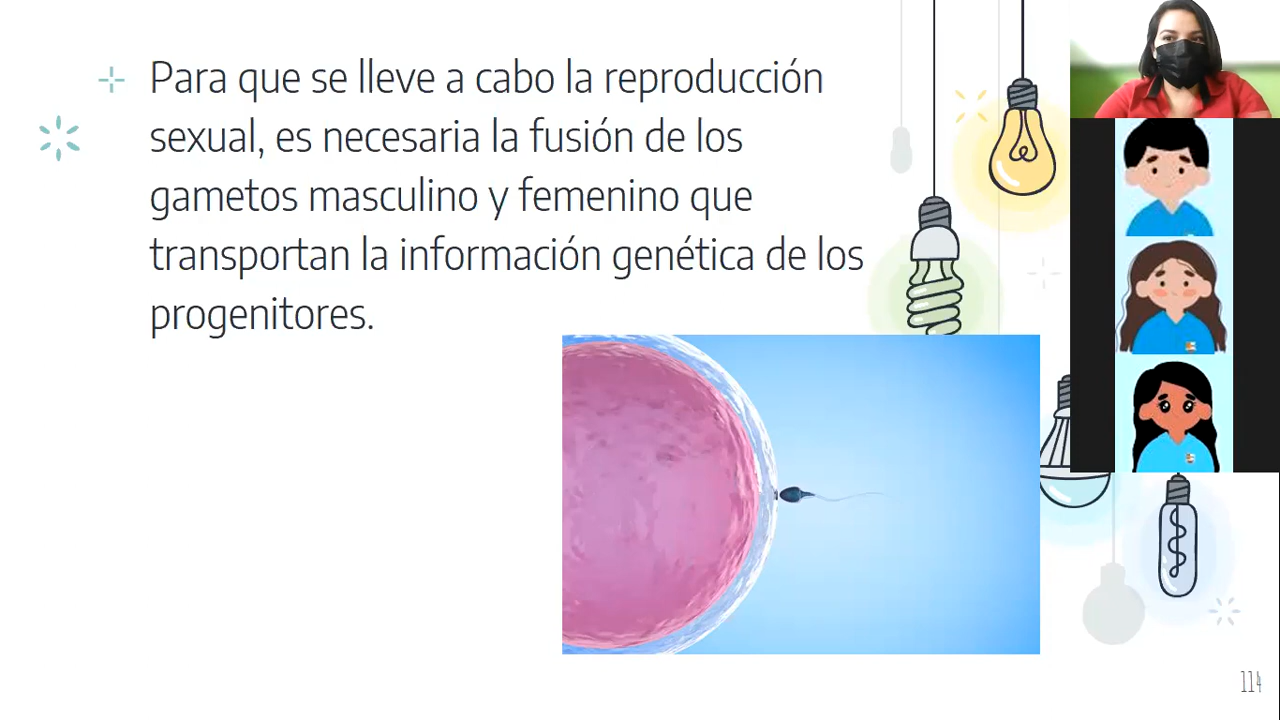 Para que se lleve a cabo la reproducción
sexual, es necesaria la fusión de los
gametos masculino y femenino que
transportan la información genética de los
progenitores.
114